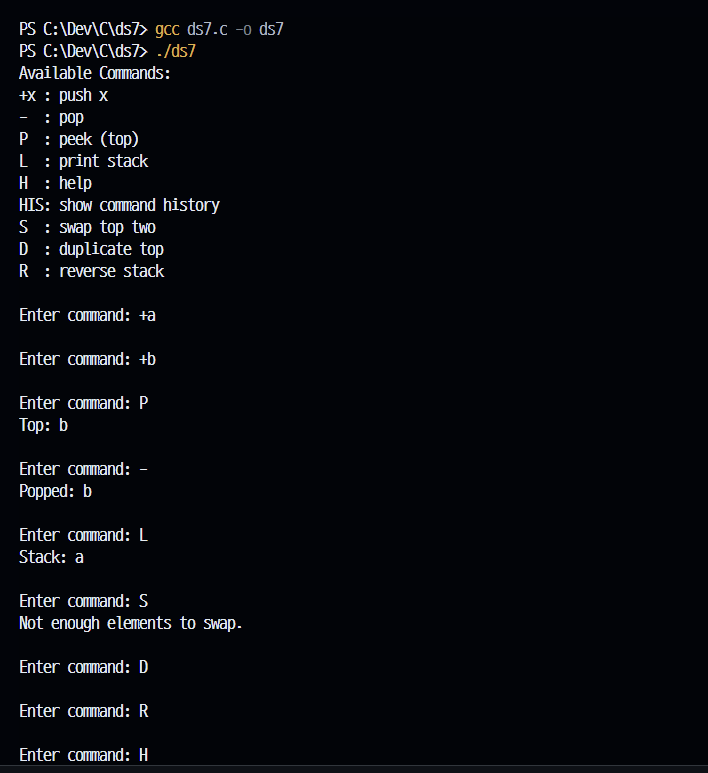 PS C:\Dev\C\ds7> gcc ds7.c -o ds7
PS C:\Dev\C\ds7> ./ds7
Available Commands:
+x : push x
-  : pop
P  : peek (top)
L  : print stack
H  : help
HIS: show command history
S  : swap top two
D  : duplicate top
R  : reverse stack
Enter command: +a
Enter command: +b
Enter command: P
Top: b
Enter command: -
Popped: b
Enter command: L
Stack: a
Enter command: S
Not enough elements to swap.
Enter command: D
Enter command: R
Enter command: H